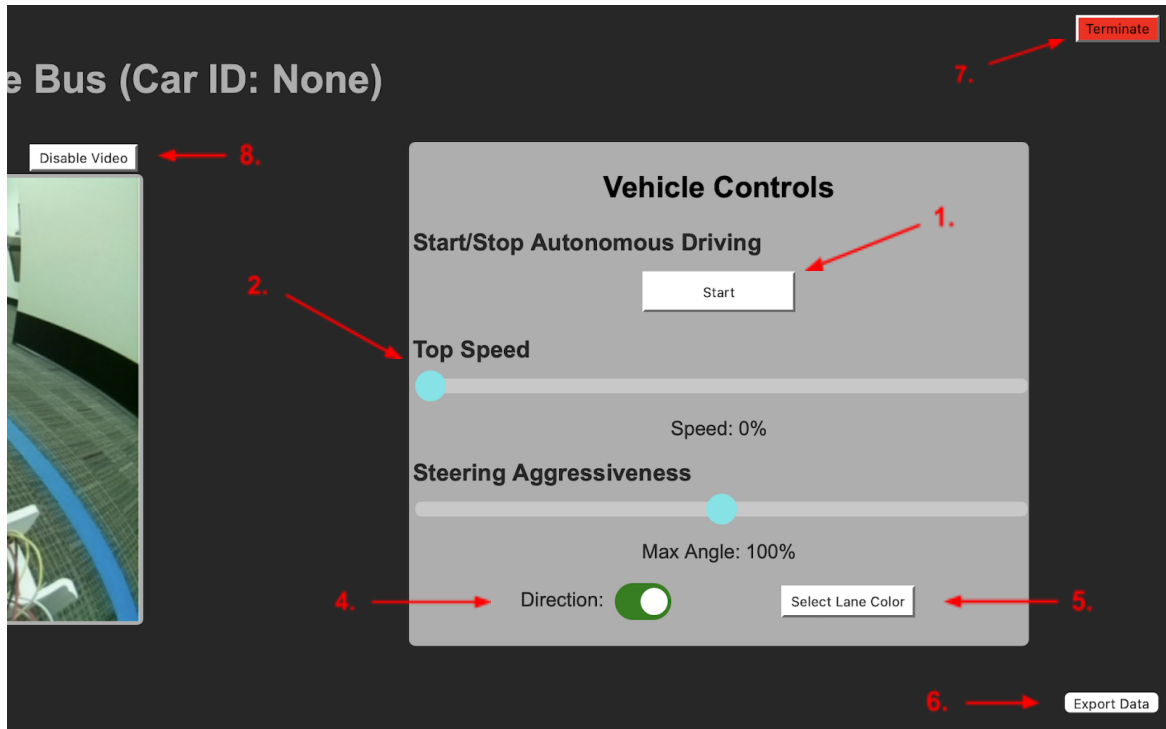 Terminate
7.
e Bus (Car ID: None)
Disable Video
8.
Vehicle Controls
1.
Start/Stop Autonomous Driving
2.
Start
Top Speed
Speed: 0%
Steering Aggressiveness
Max Angle: 100%
4.
Direction:
Select Lane Color
5.
6.
Export Data